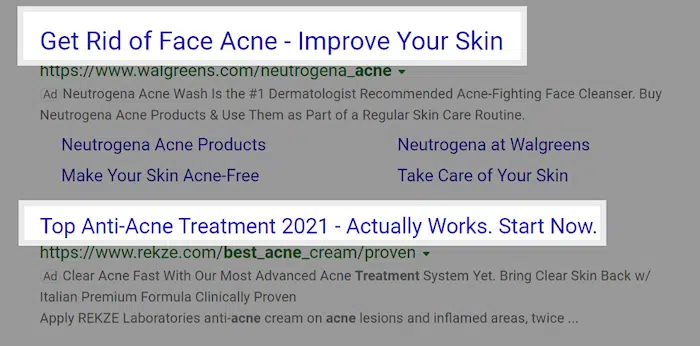 Get Rid of Face Acne - Improve Your Skin
https://www.walgreens.com/neutrogena_acne
Ad Neutrogena Acne Wash Is the #1 Dermatologist Recommended Acne-Fighting Face Cleanser. Buy
Neutrogena Acne Products & Use Them as Part of a Regular Skin Care Routine.
Neutrogena Acne Products Neutrogena at Walgreens
Make Your Skin Acne-Free Take Care of Your Skin
Top Anti-Acne Treatment 2021 - Actually Works. Start Now.
https://www.rekze.com/best_acne_cream/proven
Ad Clear Acne Fast With Our Most Advanced Acne Treatment System Yet. Bring Clear Skin Back w/
Italian Premium Formula Clinically Proven
Apply REKZE Laboratories anti-acne cream on acne lesions and inflamed areas, twice ...